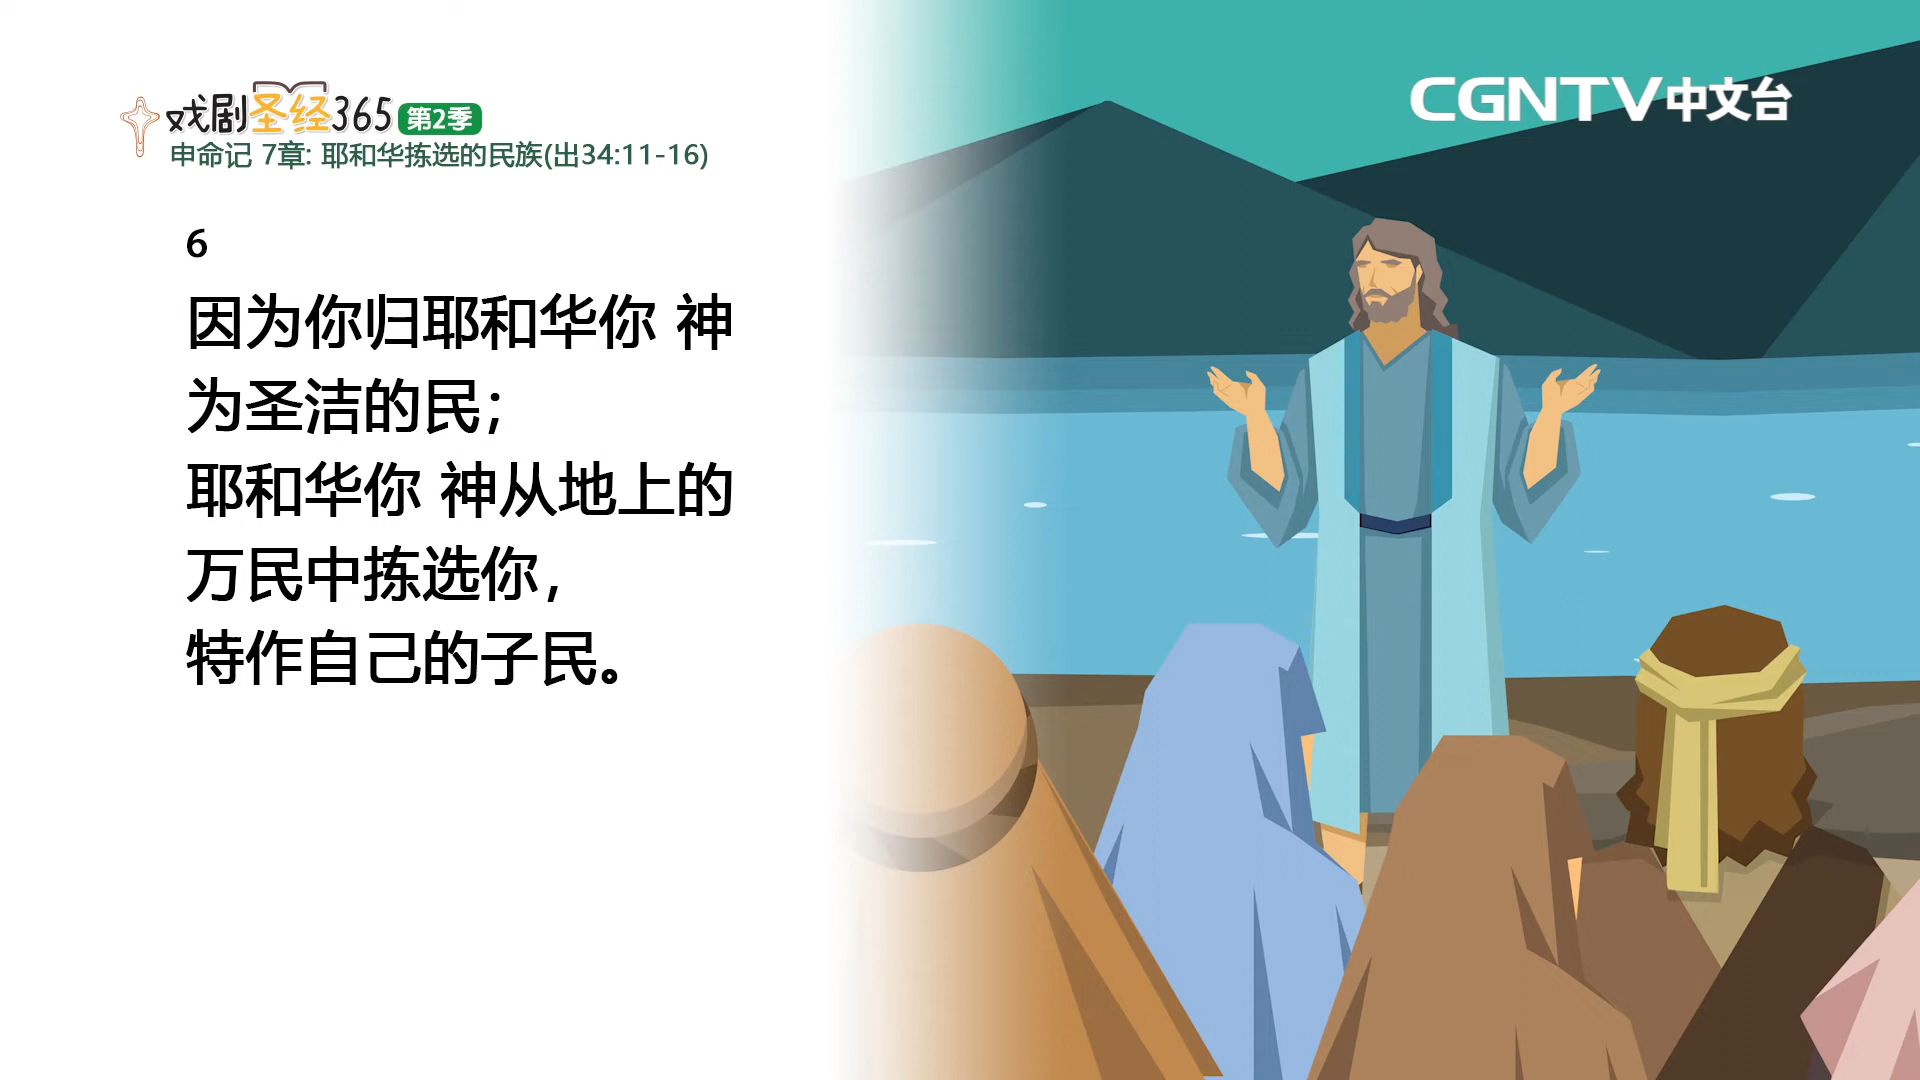 戏剧圣经365 第2季
CGNTV中文台
申命记 7章: 耶和华拣选的民族(出34:11-16)
6
因为你归耶和华你 神
为圣洁的民；
耶和华你 神从地上的
万民中拣选你，
特作自己的子民。